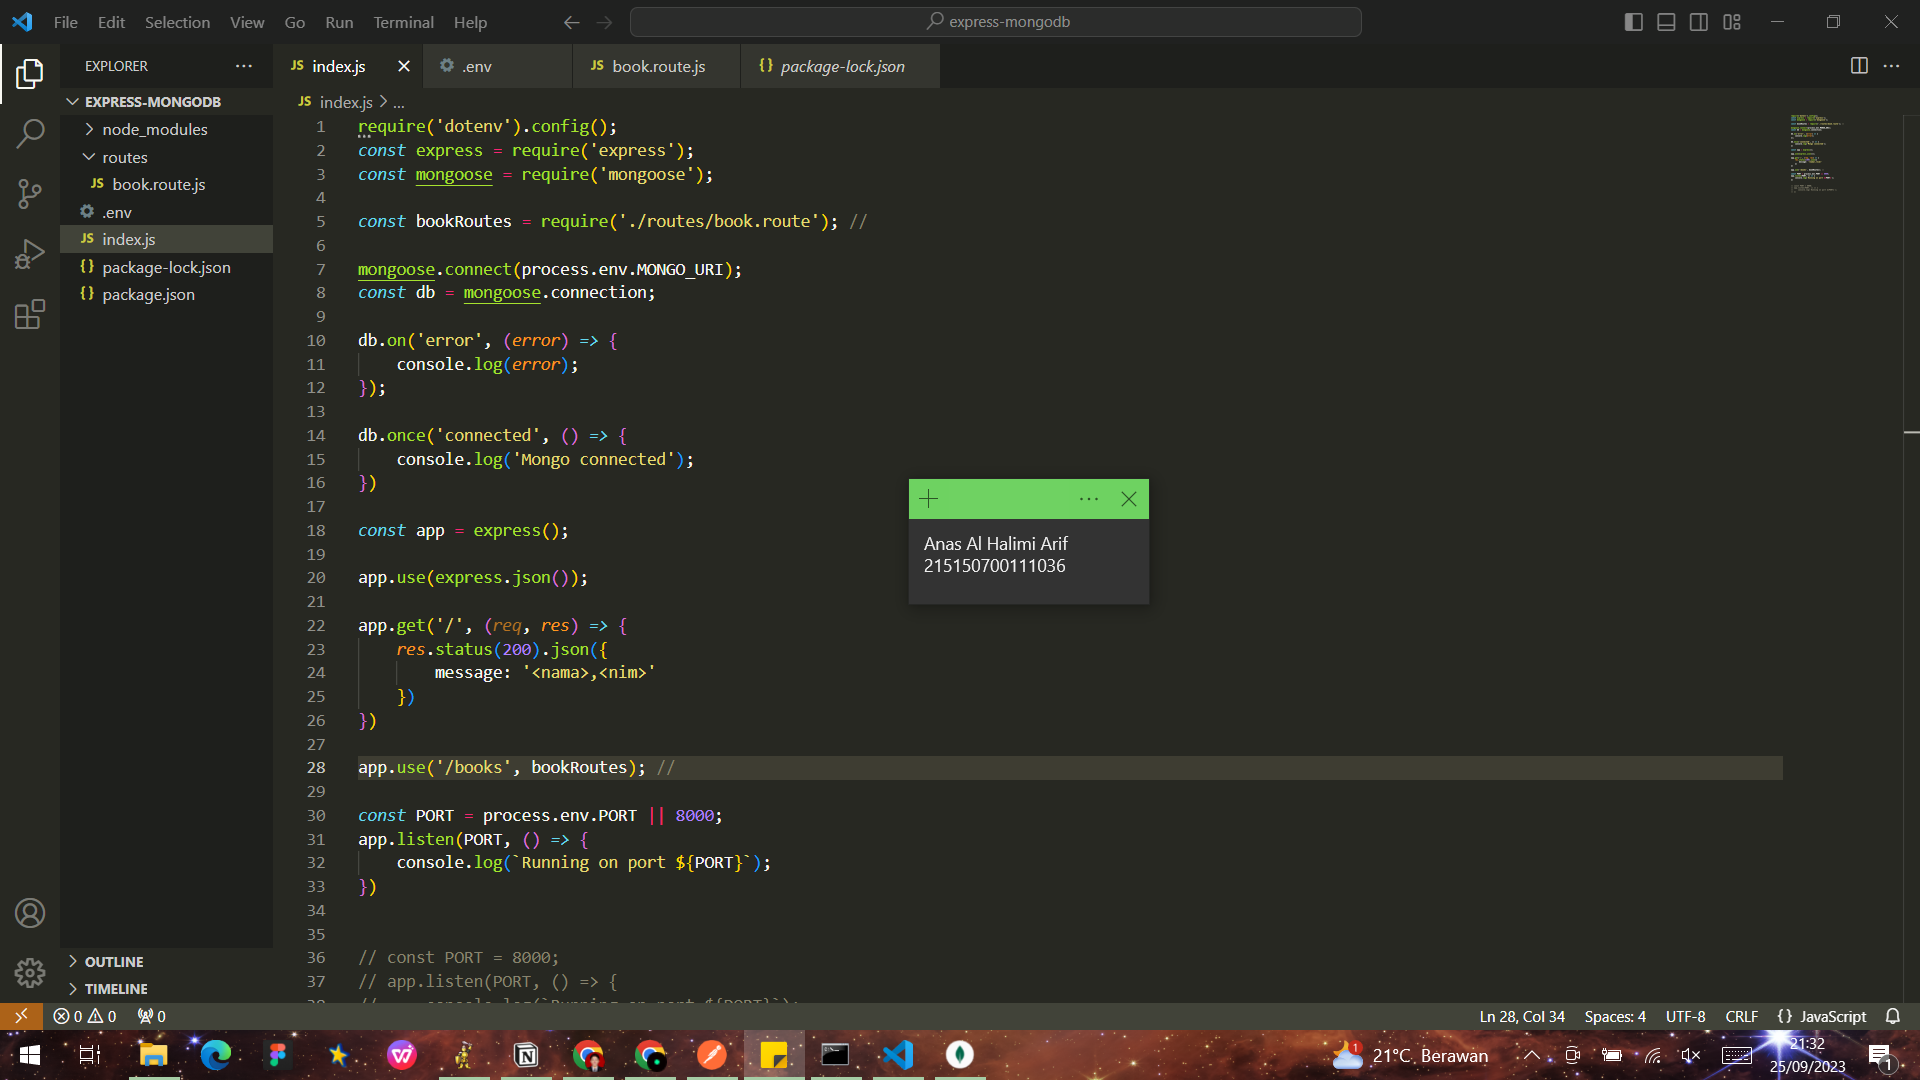 File Edit Selection View Go Run Terminal Help
express-mongodb
EXPLORER
index.js
.env
book.route.js
package-lock.json
EXPRESS-MONGODB
node_modules
routes
JS book.route.js
.env
JS index.js
{} package-lock.json
{} package.json
OUTLINE
TIMELINE
JS index.js > ...
1 require('dotenv').config();
2 const express = require('express');
3 const mongoose = require('mongoose');
4
5 const bookRoutes = require('./routes/book.route'); //
6
7 mongoose.connect(process.env.MONGO_URI);
8 const db = mongoose.connection;
9
10 db.on('error', (error) => {
11 console.log(error);
12 });
13
14 db.once('connected', () => {
15 console.log('Mongo connected');
16 })
17
18 const app = express();
19
20 app.use(express.json());
21
22 app.get('/', (req, res) => {
23 res.status(200).json({
24 message: '<nama>,<nim>'
25 })
26 })
27
28 app.use('/books', bookRoutes); //
29
30 const PORT = process.env.PORT || 8000;
31 app.listen(PORT, () => {
32 console.log(`Running on port ${PORT}`);
33 })
34
35
36 // const PORT = 8000;
37 // app.listen(PORT, () => {
38 // console.log(`Running on port ${PORT}`);
Anas Al Halimi Arif
215150700111036
0 0 0
Ln 28, Col 34 Spaces: 4 UTF-8 CRLF {} JavaScript
21°C Berawan
21:32
25/09/2023